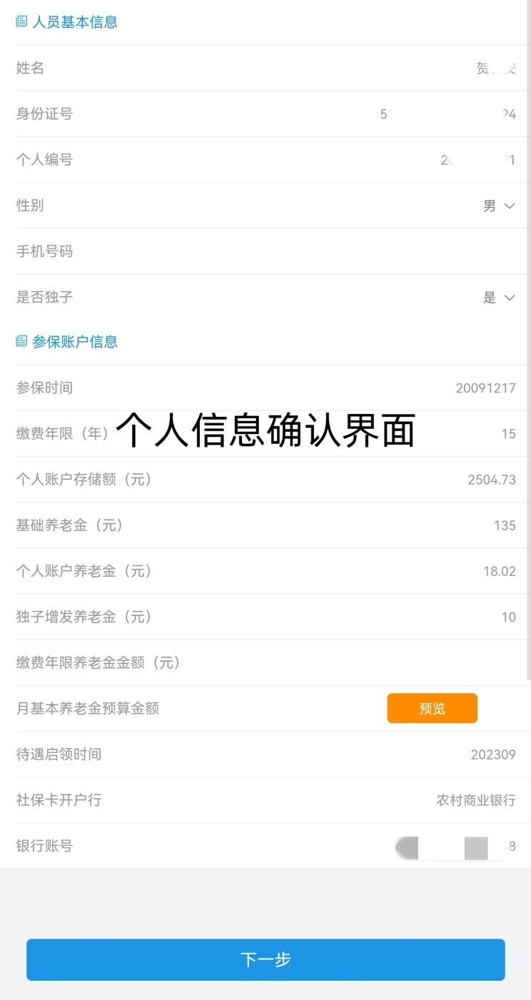 人员基本信息
姓名 贺
身份证号 5 94
个人编号 2 1
性别 男
手机号码
是否独子 是
参保账户信息
参保时间 20091217
缴费年限（年） 15
个人信息确认界面
个人账户存储额（元） 2504.73
基础养老金（元） 135
个人账户养老金（元） 18.02
独子增发养老金（元） 10
缴费年限养老金金额（元）
月基本养老金预算金额 预览
待遇启领时间 202309
社保卡开户行 农村商业银行
银行账号 8
下一步